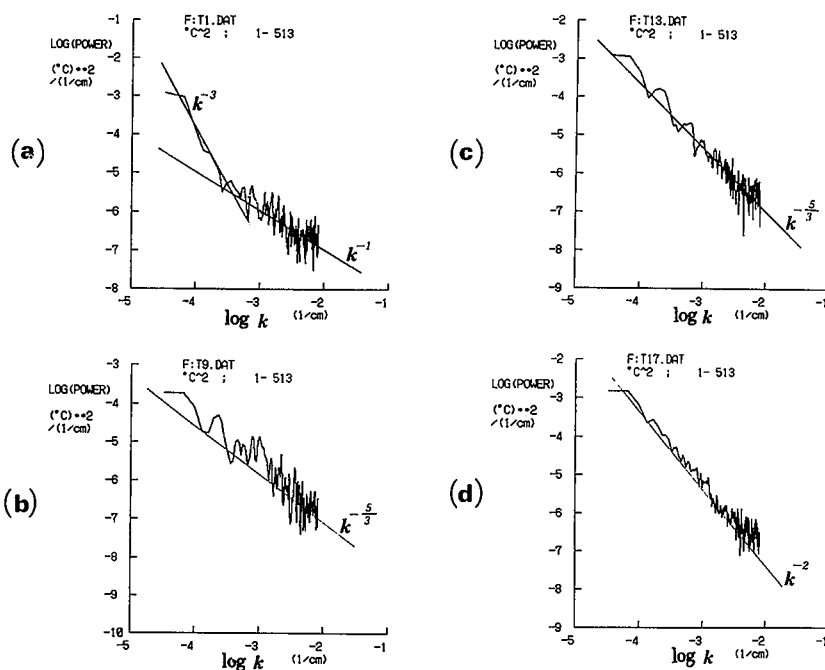 (a)
F:T1.DAT
°C^2 ; 1- 513
LOG(POWER)
(°C)**2
/(1/cm)
-1
-2
-3
-4
-5
-6
-7
-8
k^-3
k^-1
-5 -4 -3 -2 -1
log k (1/cm)
(c)
F:T13.DAT
°C^2 ; 1- 513
LOG(POWER)
(°C)**2
/(1/cm)
-2
-3
-4
-5
-6
-7
-8
-9
k^-5/3
-5 -4 -3 -2 -1
log k (1/cm)
(b)
F:T9.DAT
°C^2 ; 1- 513
LOG(POWER)
(°C)**2
/(1/cm)
-3
-4
-5
-6
-7
-8
-9
-10
k^-5/3
-5 -4 -3 -2 -1
log k (1/cm)
(d)
F:T17.DAT
°C^2 ; 1- 513
LOG(POWER)
(°C)**2
/(1/cm)
-2
-3
-4
-5
-6
-7
-8
-9
k^-2
-5 -4 -3 -2 -1
log k (1/cm)